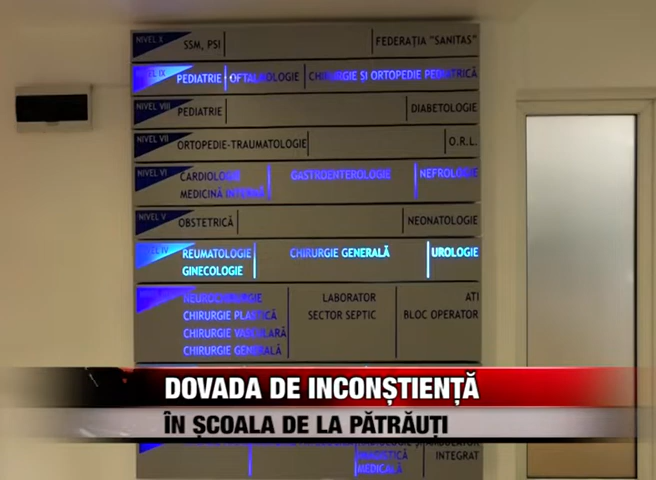 NIVEL X SSM, PSI FEDERAȚIA "SANITAS"
NIVEL IX PEDIATRIE OFTALMOLOGIE CHIRURGIE ȘI ORTOPEDIE PEDIATRICĂ
NIVEL VIII PEDIATRIE DIABETOLOGIE
NIVEL VII ORTOPEDIE-TRAUMATOLOGIE O.R.L.
NIVEL VI CARDIOLOGIE GASTROENTEROLOGIE NEFROLOGIE
MEDICINĂ INTERNĂ
NIVEL V OBSTETRICĂ NEONATOLOGIE
NIVEL IV REUMATOLOGIE CHIRURGIE GENERALĂ UROLOGIE
GINECOLOGIE
NEUROCHIRURGIE LABORATOR ATI
CHIRURGIE PLASTICĂ SECTOR SEPTIC BLOC OPERATOR
CHIRURGIE VASCULARĂ
CHIRURGIE GENERALĂ
DOVADA DE INCONȘTIENȚĂ
ÎN ȘCOALA DE LA PĂTRĂUȚI
INTEGRAT
MEDICALĂ